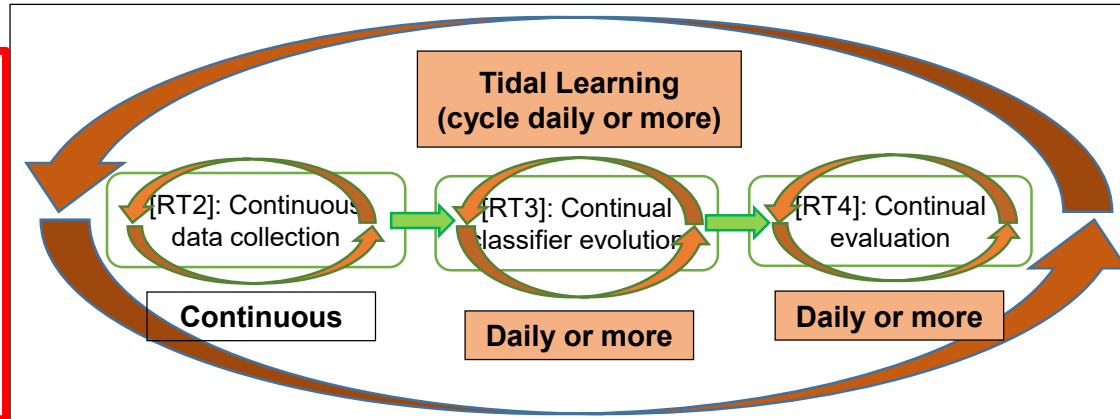 Tidal Learning
(cycle daily or more)
[RT2]: Continuous
data collection
[RT3]: Continual
classifier evolution
[RT4]: Continual
evaluation
Continuous
Daily or more
Daily or more